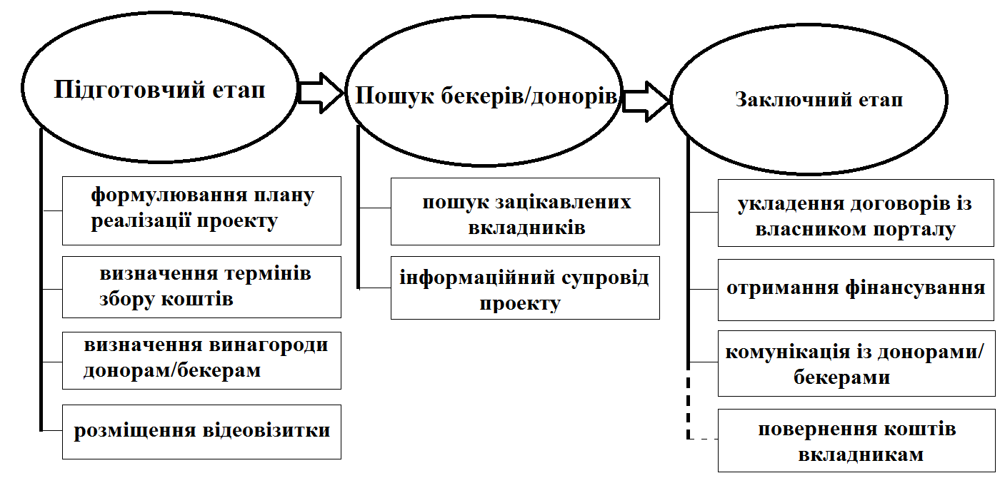 Підготовчий етап
формулювання плану
реалізації проекту
визначення термінів
збору коштів
визначення винагороди
донорам/бекерам
розміщення відеовізитки
Пошук бекерів/донорів
пошук зацікавлених
вкладників
інформаційний супровід
проекту
Заключний етап
укладення договорів із
власником порталу
отримання фінансування
комунікація із донорами/
бекерами
повернення коштів
вкладникам